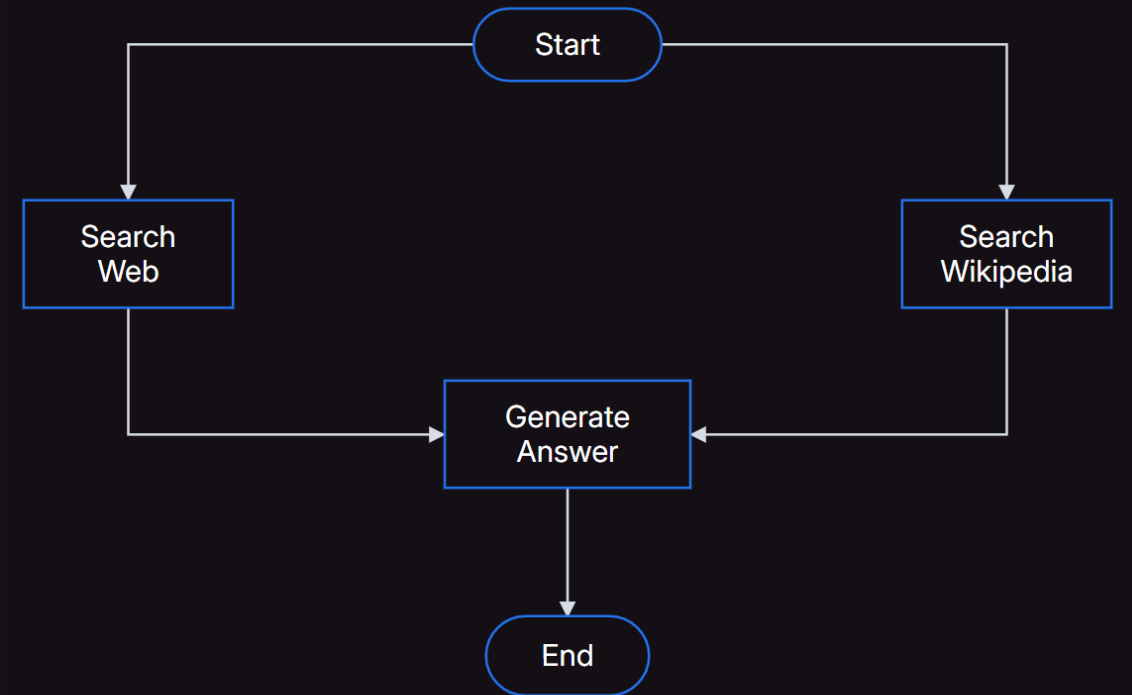 Start
Search
Web
Search
Wikipedia
Generate
Answer
End